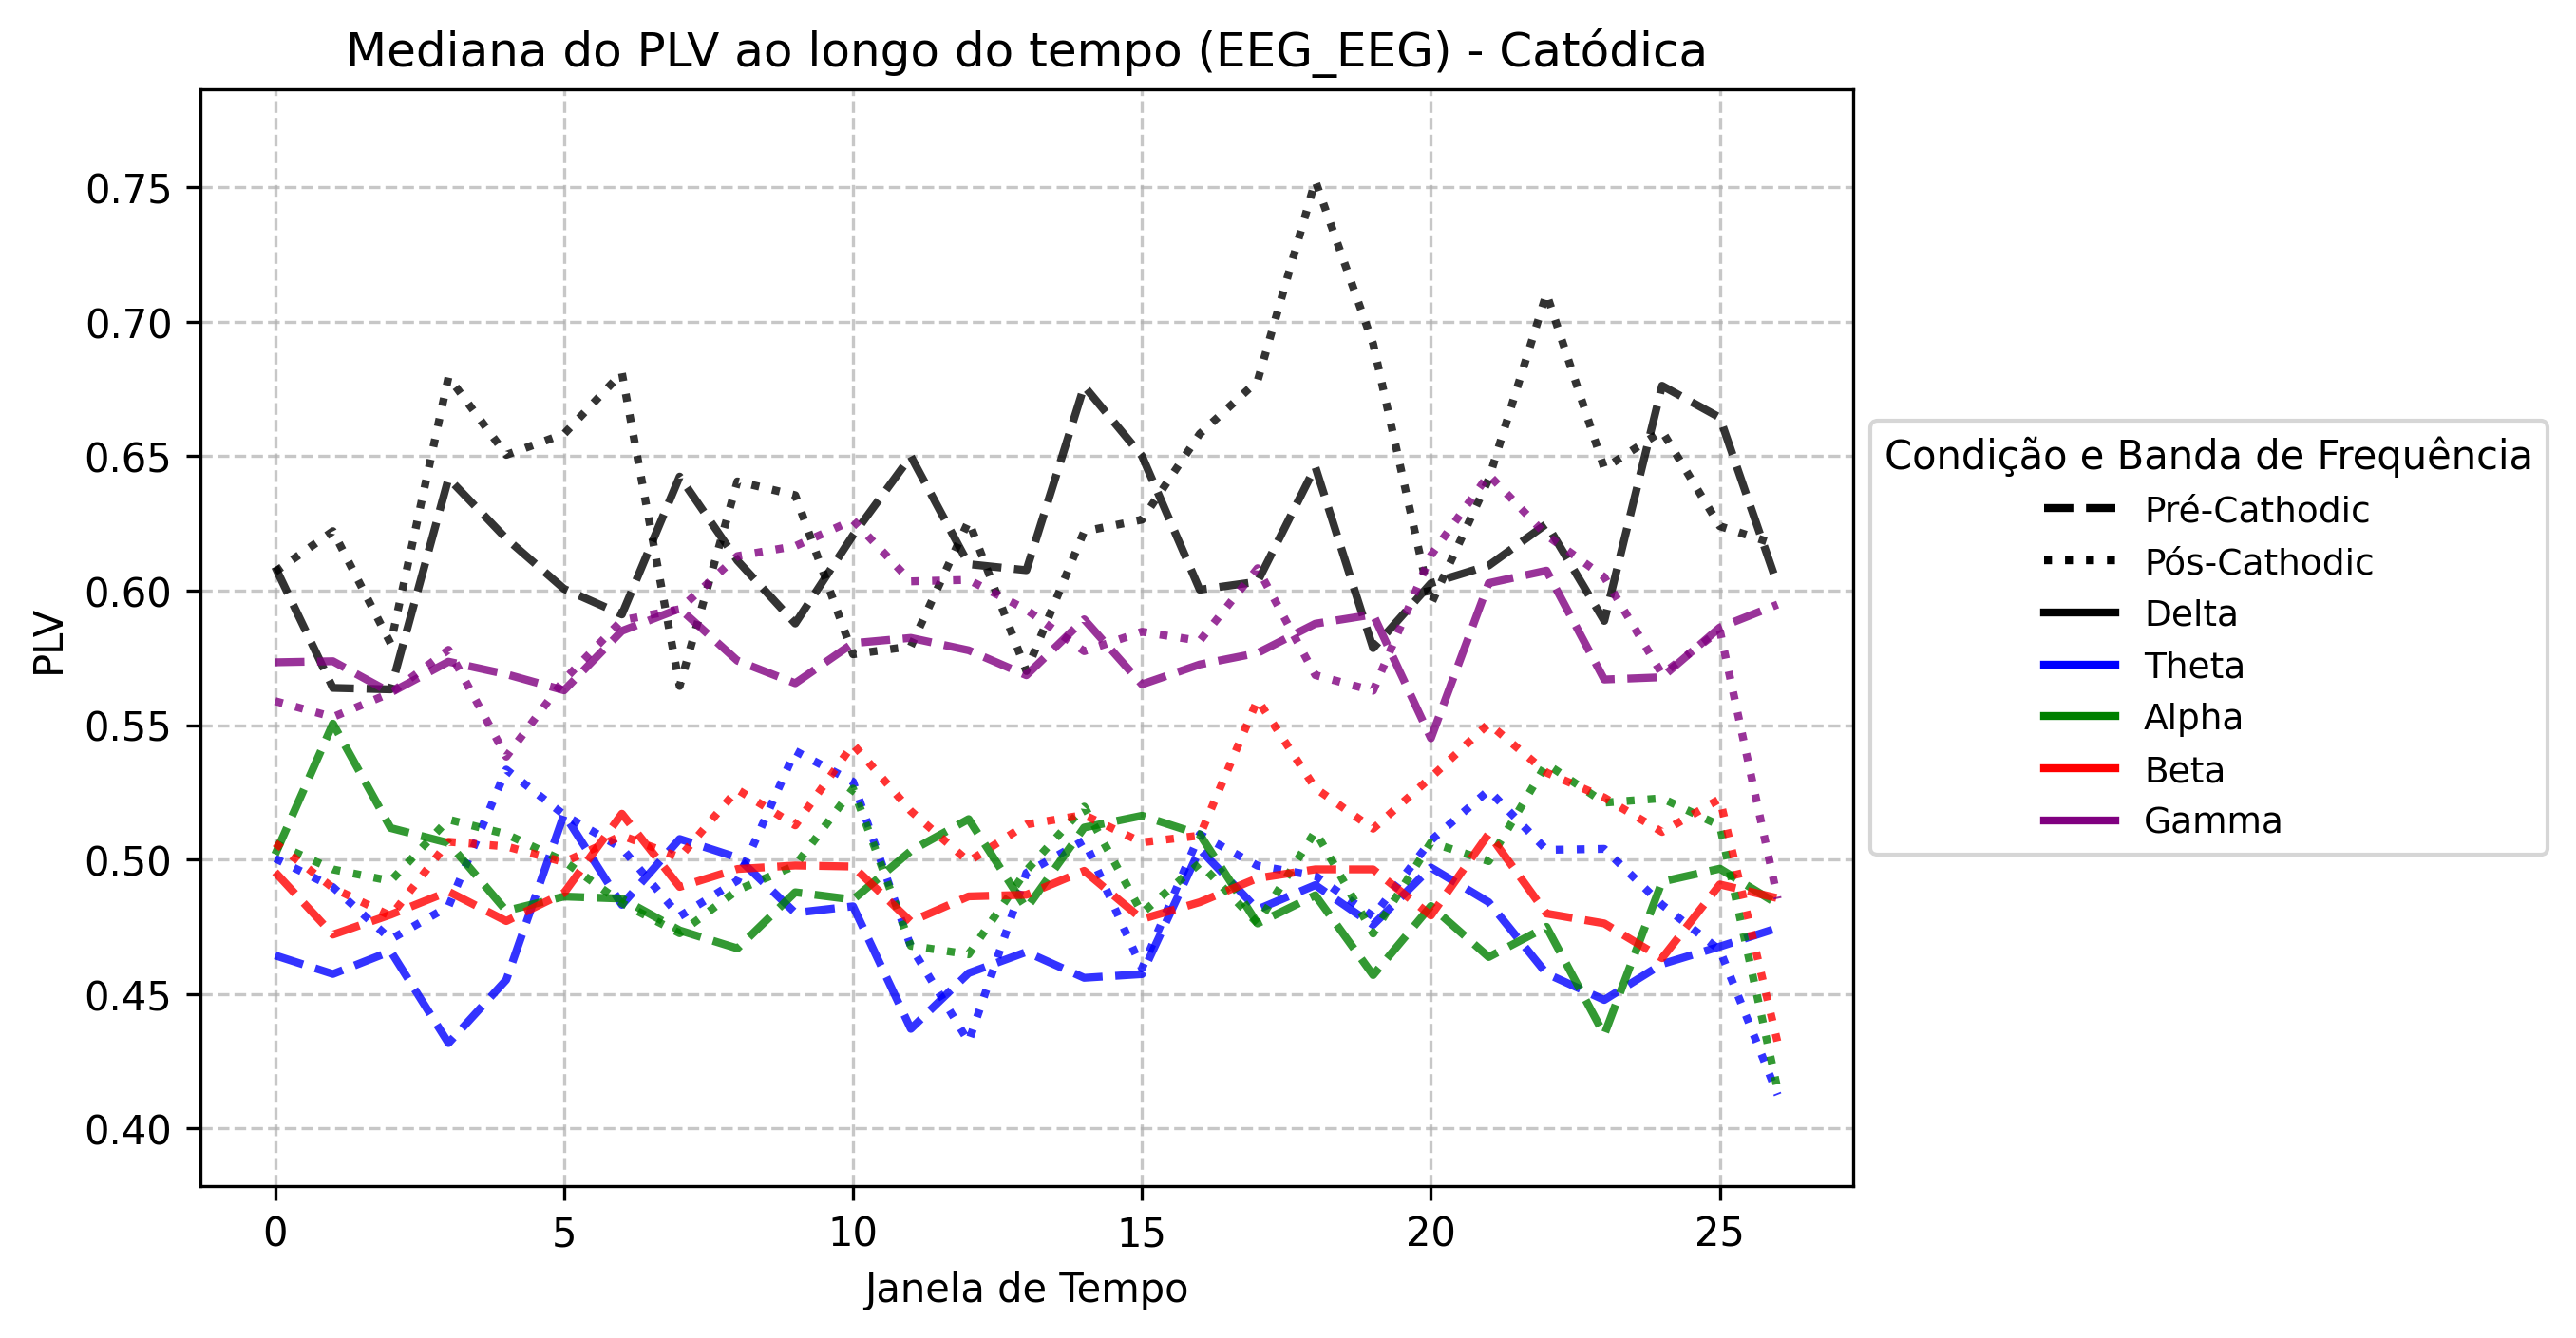 Mediana do PLV ao longo do tempo (EEG_EEG) - Catódica
PLV
0.75
0.70
0.65
0.60
0.55
0.50
0.45
0.40
0
5
10
15
20
25
Janela de Tempo
Condição e Banda de Frequência
Pré-Cathodic
Pós-Cathodic
Delta
Theta
Alpha
Beta
Gamma